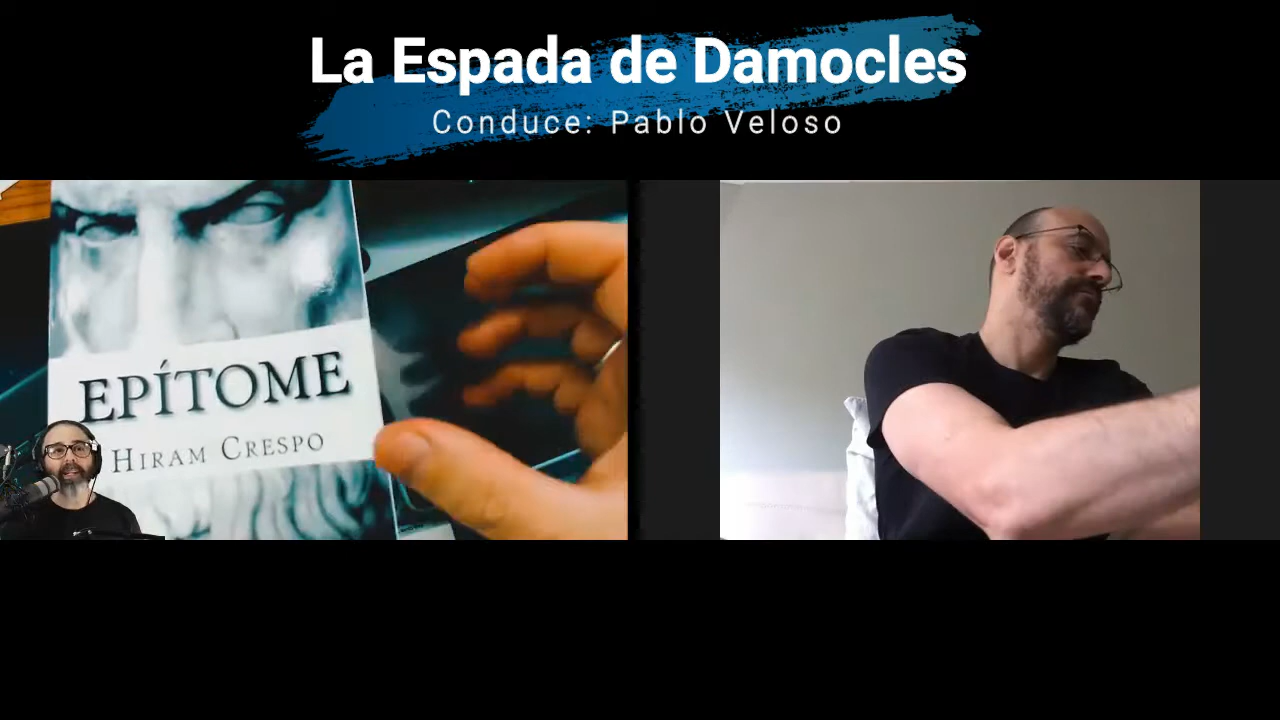 La Espada de Damocles
Conduce: Pablo Veloso
EPÍTOME
HIRAM CRESPO